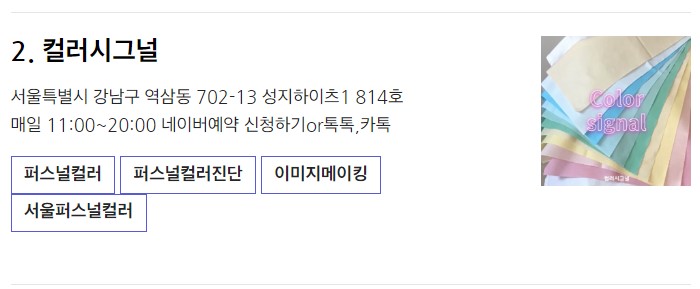 2. 컬러시그널
서울특별시 강남구 역삼동 702-13 성지하이츠1 814호
매일 11:00~20:00 네이버예약 신청하기or톡톡,카톡
퍼스널컬러 퍼스널컬러진단 이미지메이킹
서울퍼스널컬러
Color
signal
컬러시그널